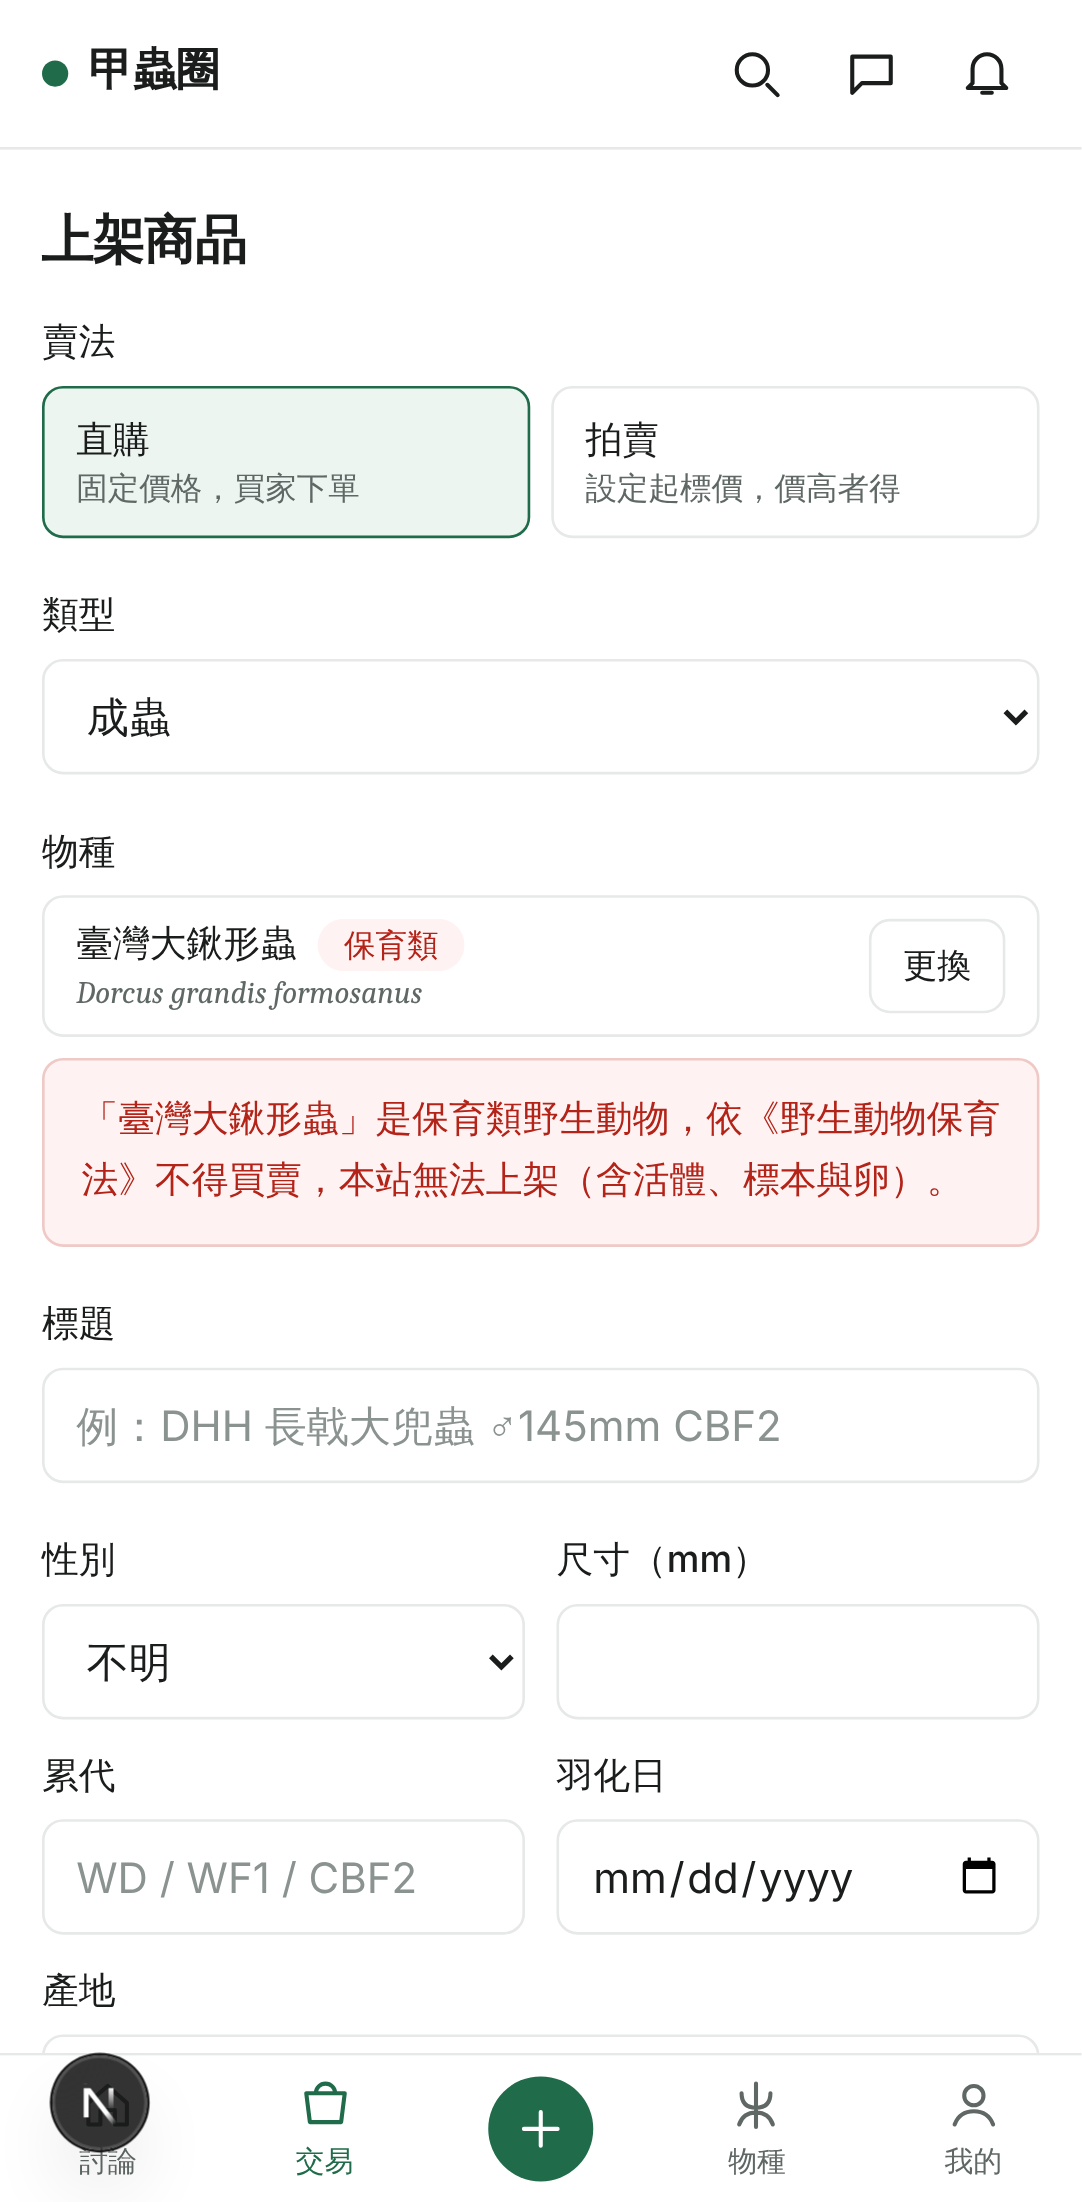 甲蟲圈
上架商品
賣法
直購
固定價格，買家下單
拍賣
設定起標價，價高者得
類型
成蟲
物種
臺灣大鍬形蟲 保育類
Dorcus grandis formosanus
更換
「臺灣大鍬形蟲」是保育類野生動物，依《野生動物保育
法》不得買賣，本站無法上架（含活體、標本與卵）。
標題
例：DHH 長戟大兜蟲 ♂145mm CBF2
性別
尺寸（mm）
不明
累代
羽化日
WD / WF1 / CBF2
mm/dd/yyyy
產地
N
討論
交易
物種
我的